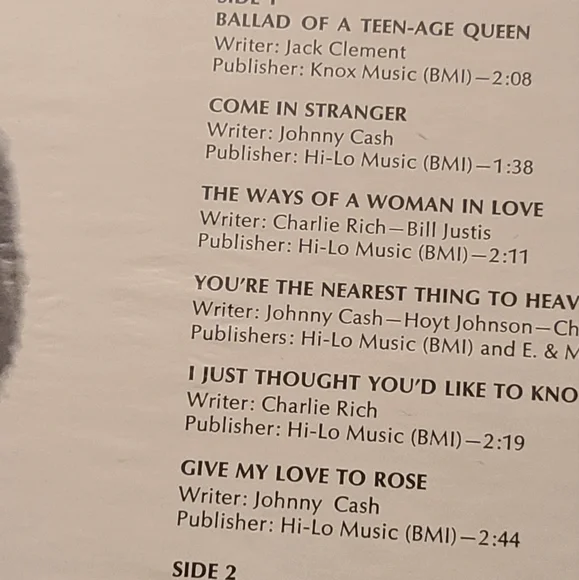 SIDE 1
BALLAD OF A TEEN-AGE QUEEN
Writer: Jack Clement
Publisher: Knox Music (BMI)—2:08
COME IN STRANGER
Writer: Johnny Cash
Publisher: Hi-Lo Music (BMI)—1:38
THE WAYS OF A WOMAN IN LOVE
Writer: Charlie Rich—Bill Justis
Publisher: Hi-Lo Music (BMI)—2:11
YOU'RE THE NEAREST THING TO HEAV
Writer: Johnny Cash—Hoyt Johnson—Ch
Publishers: Hi-Lo Music (BMI) and E. & M
I JUST THOUGHT YOU'D LIKE TO KNO
Writer: Charlie Rich
Publisher: Hi-Lo Music (BMI)—2:19
GIVE MY LOVE TO ROSE
Writer: Johnny Cash
Publisher: Hi-Lo Music (BMI)—2:44
SIDE 2